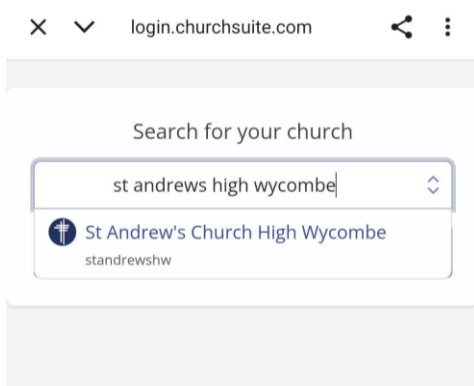 login.churchsuite.com
Search for your church
st andrews high wycombe
St Andrew's Church High Wycombe
standrewshw